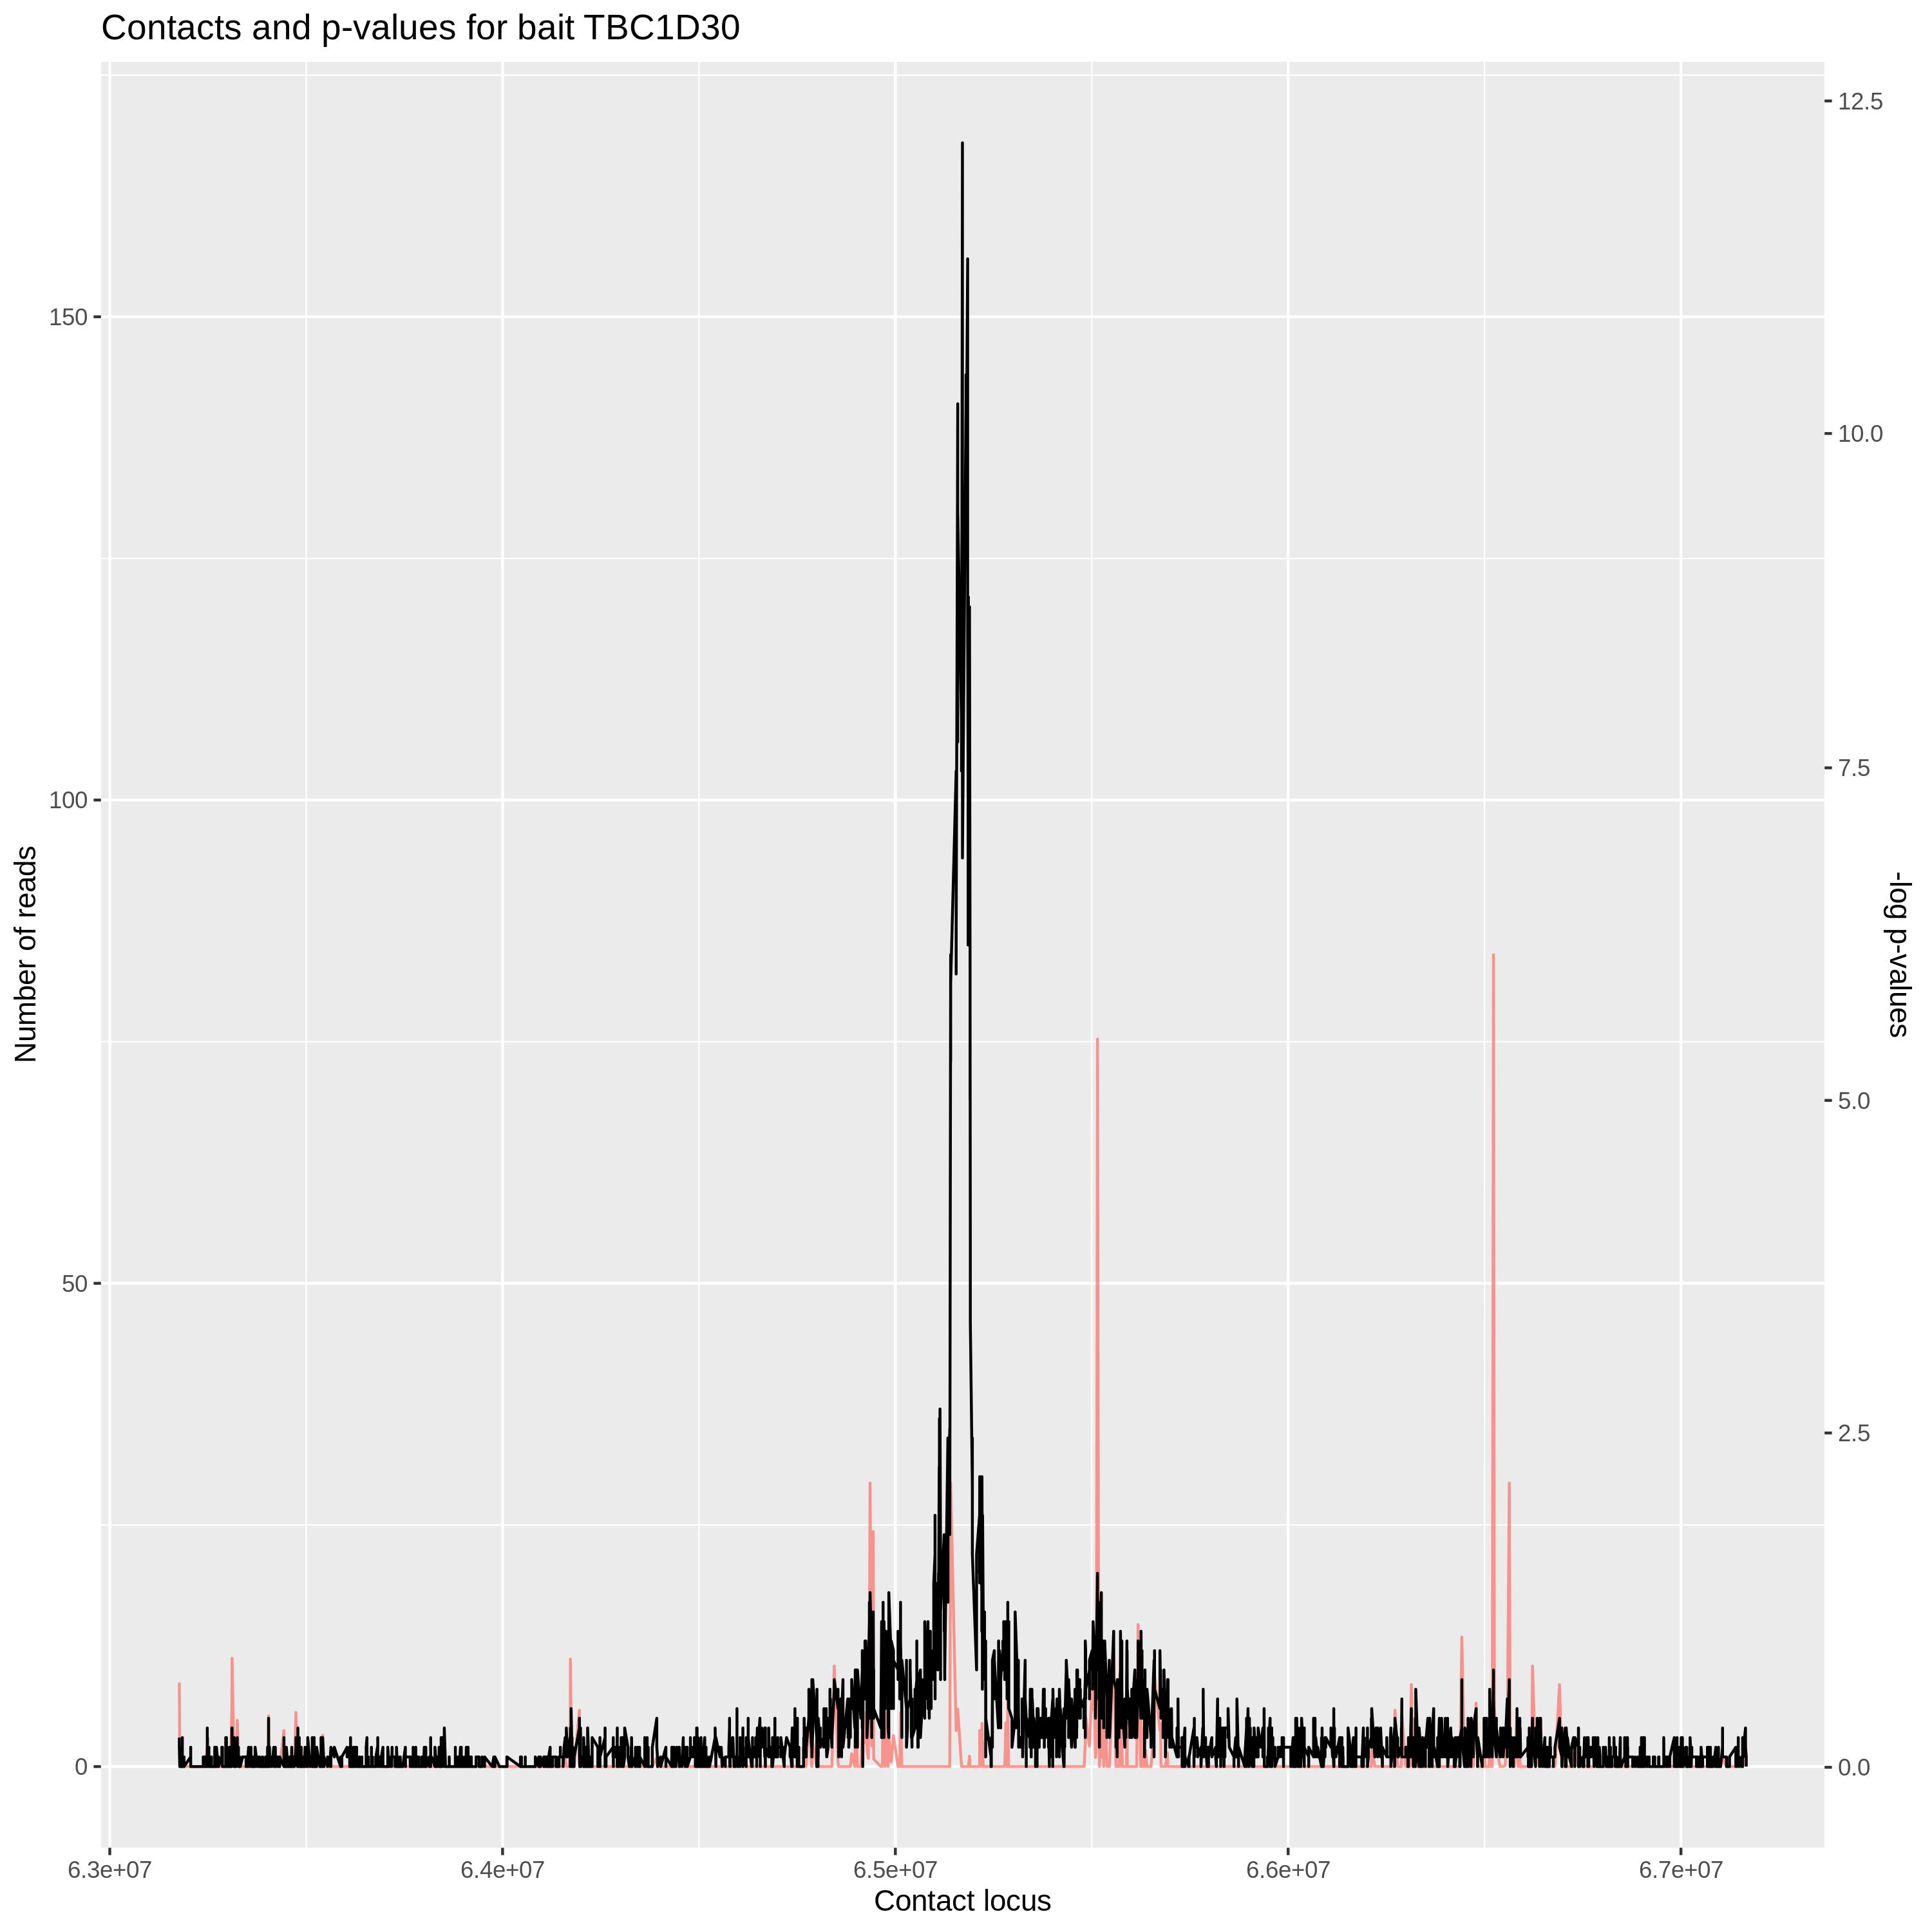 Contacts and p-values for bait TBC1D30
Number of reads
150
100
50
0
12.5
10.0
7.5
5.0
2.5
0.0
-log p-values
6.3e+07
6.4e+07
6.5e+07
6.6e+07
6.7e+07
Contact locus